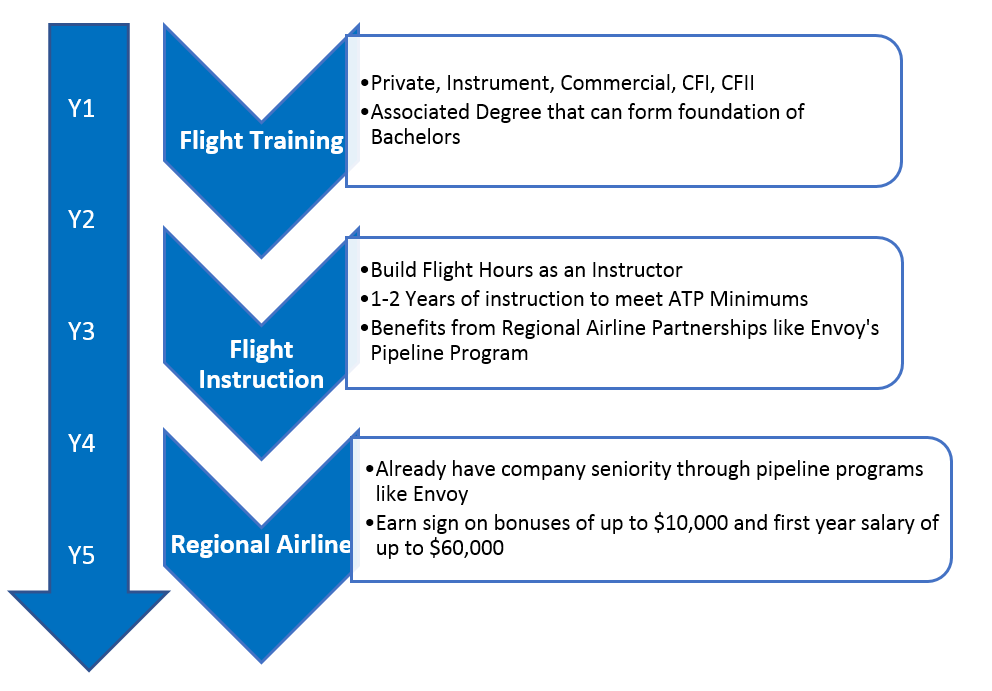 Y1
Y2
Y3
Y4
Y5
Flight Training
•Private, Instrument, Commercial, CFI, CFII
•Associated Degree that can form foundation of
Bachelors
Flight
Instruction
•Build Flight Hours as an Instructor
•1-2 Years of instruction to meet ATP Minimums
•Benefits from Regional Airline Partnerships like Envoy's
Pipeline Program
Regional Airline
•Already have company seniority through pipeline programs
like Envoy
•Earn sign on bonuses of up to $10,000 and first year salary of
up to $60,000